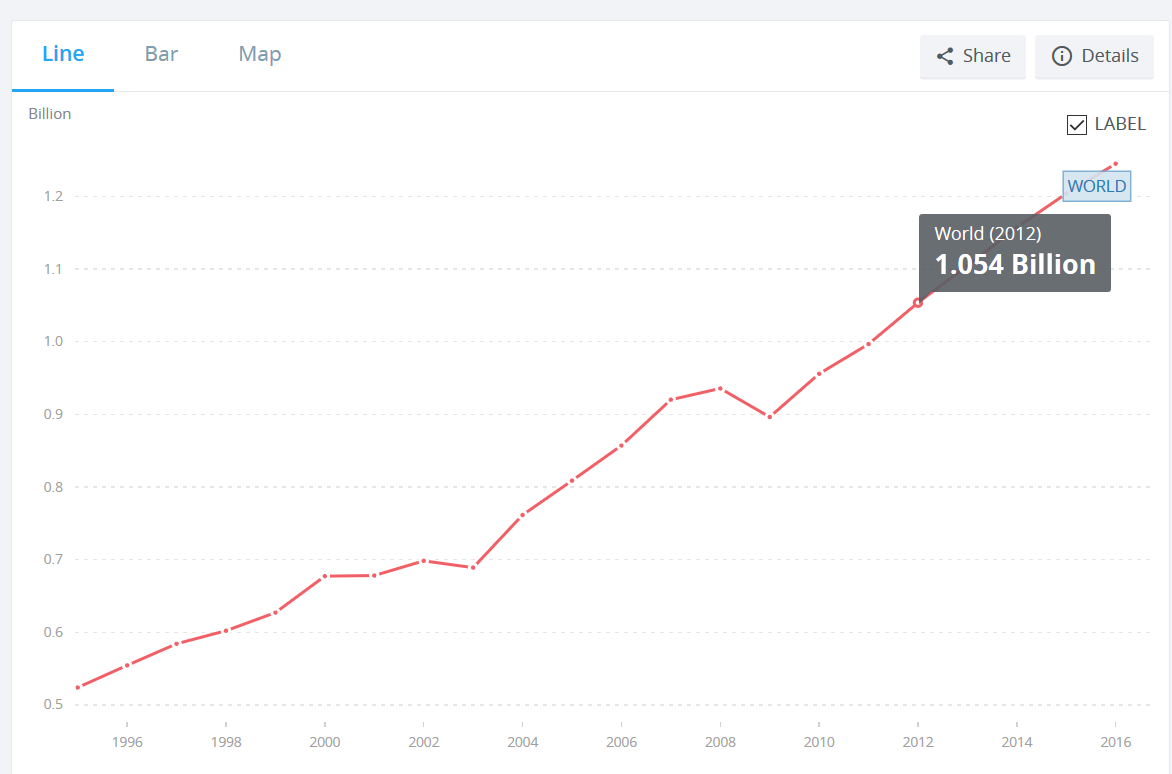 Line Bar Map Share Details
Billion
LABEL
1.2
WORLD
World (2012)
1.054 Billion
1.1
1.0
0.9
0.8
0.7
0.6
0.5
1996 1998 2000 2002 2004 2006 2008 2010 2012 2014 2016